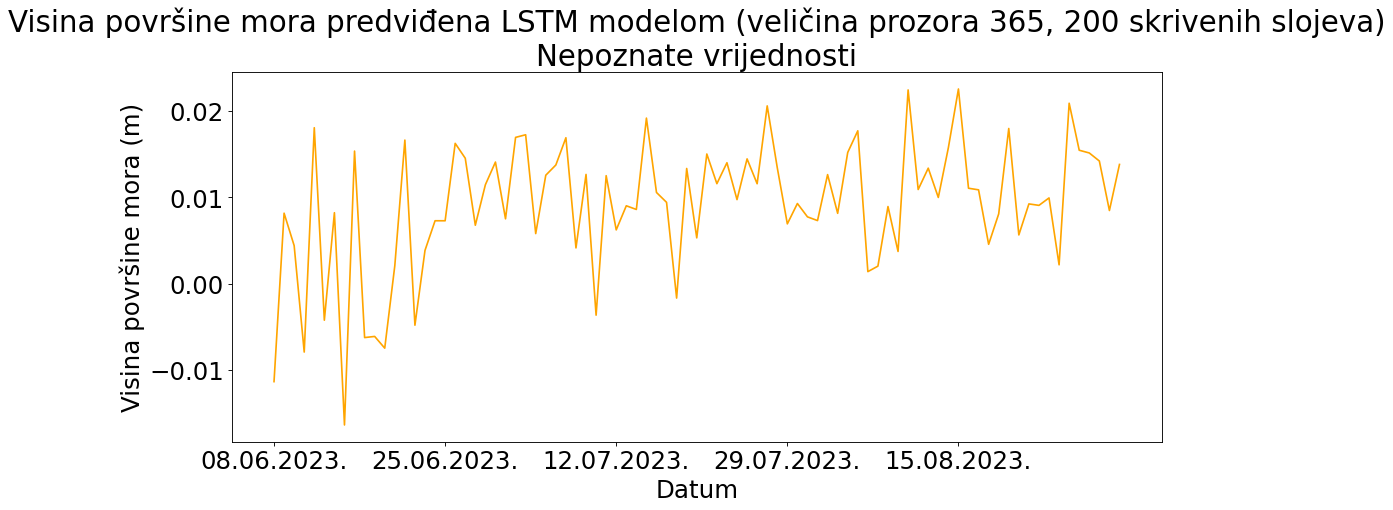 Visina površine mora predviđena LSTM modelom (veličina prozora 365, 200 skrivenih slojeva)
Nepoznate vrijednosti
Visina površine mora (m)
0.02
0.01
0.00
−0.01
08.06.2023.
25.06.2023.
12.07.2023.
29.07.2023.
15.08.2023.
Datum